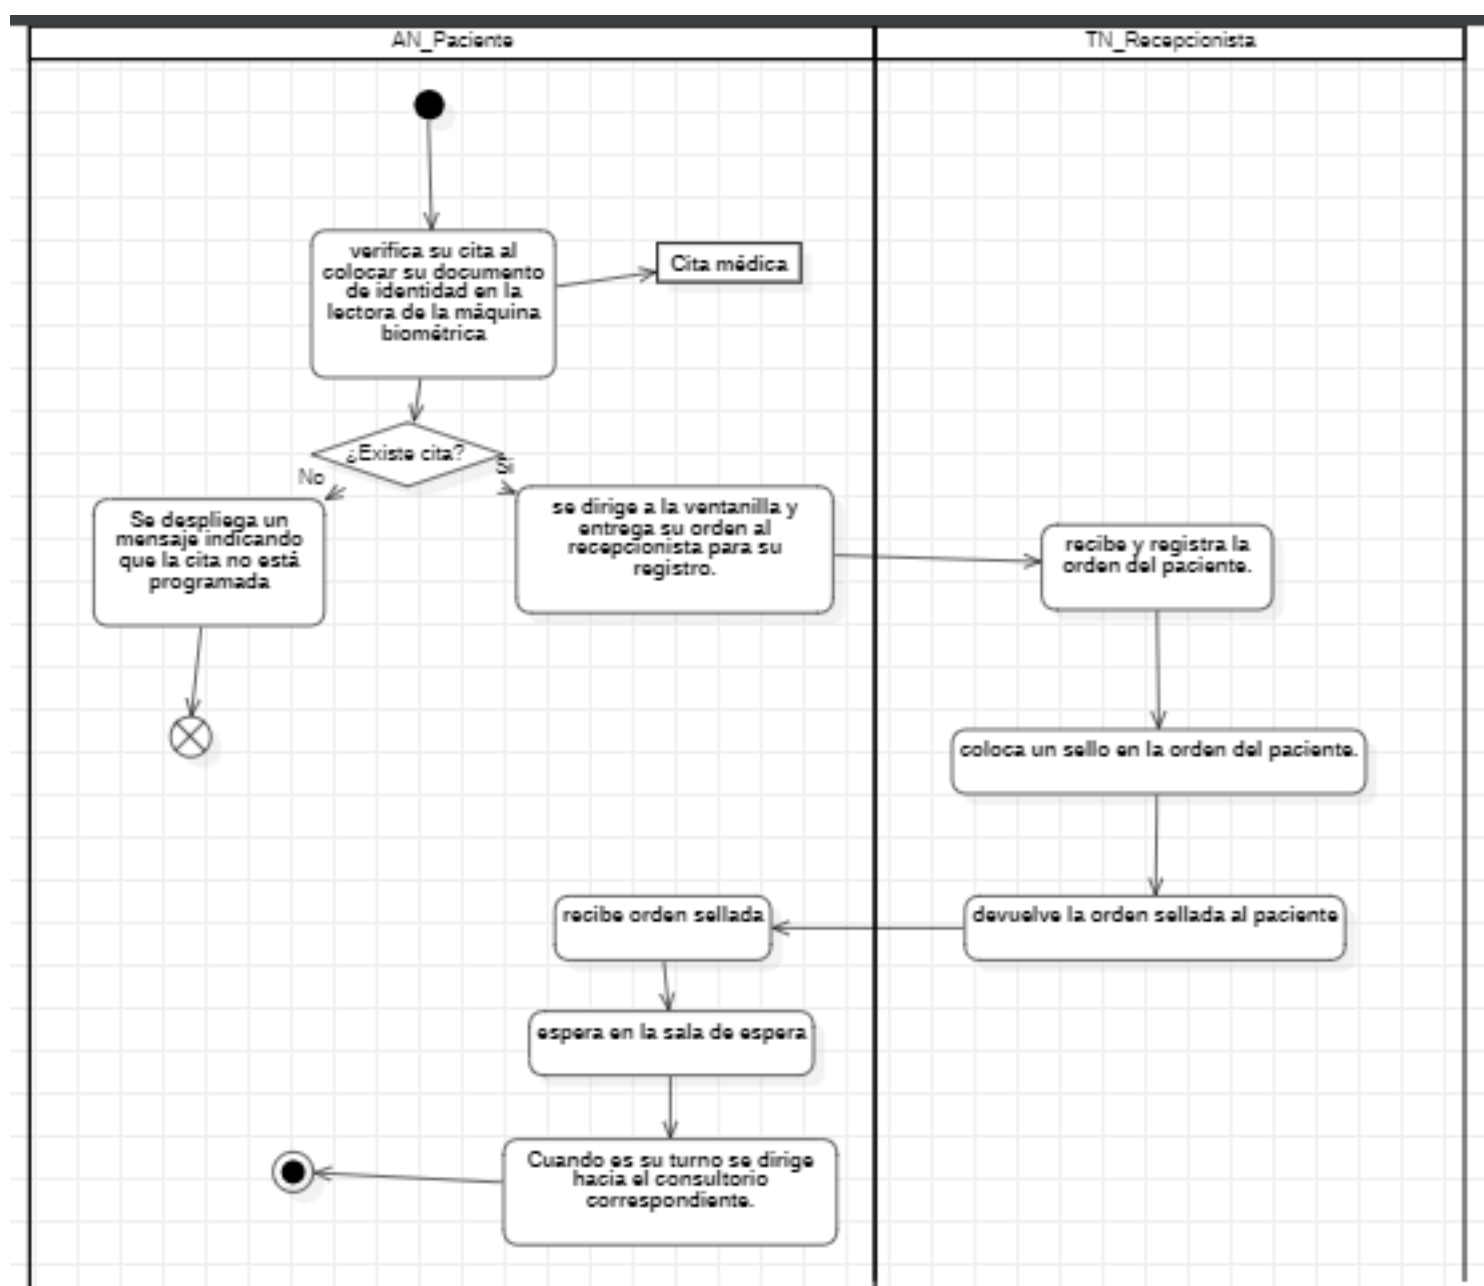 AN_Paciente
TN_Recepcionista
verifica su cita al
colocar su documento
de identidad en la
lectora de la máquina
biométrica
Cita médica
¿Existe cita?
No
Si
Se despliega un
mensaje indicando
que la cita no está
programada
se dirige a la ventanilla y
entrega su orden al
recepcionista para su
registro.
recibe y registra la
orden del paciente.
coloca un sello en la orden del paciente.
devuelve la orden sellada al paciente
recibe orden sellada
espera en la sala de espera
Cuando es su turno se dirige
hacia el consultorio
correspondiente.